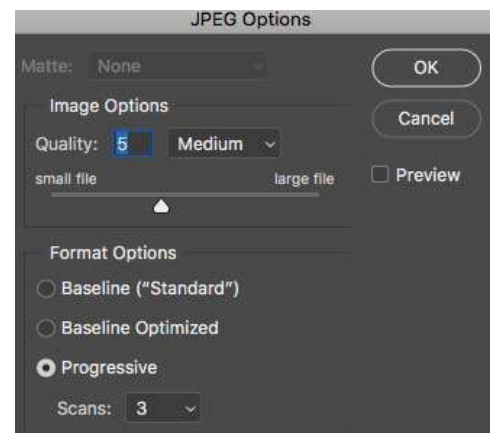 JPEG Options
Matte: None
OK
Image Options
Cancel
Quality: 5 Medium
small file large file
Preview
Format Options
Baseline ("Standard")
Baseline Optimized
Progressive
Scans: 3